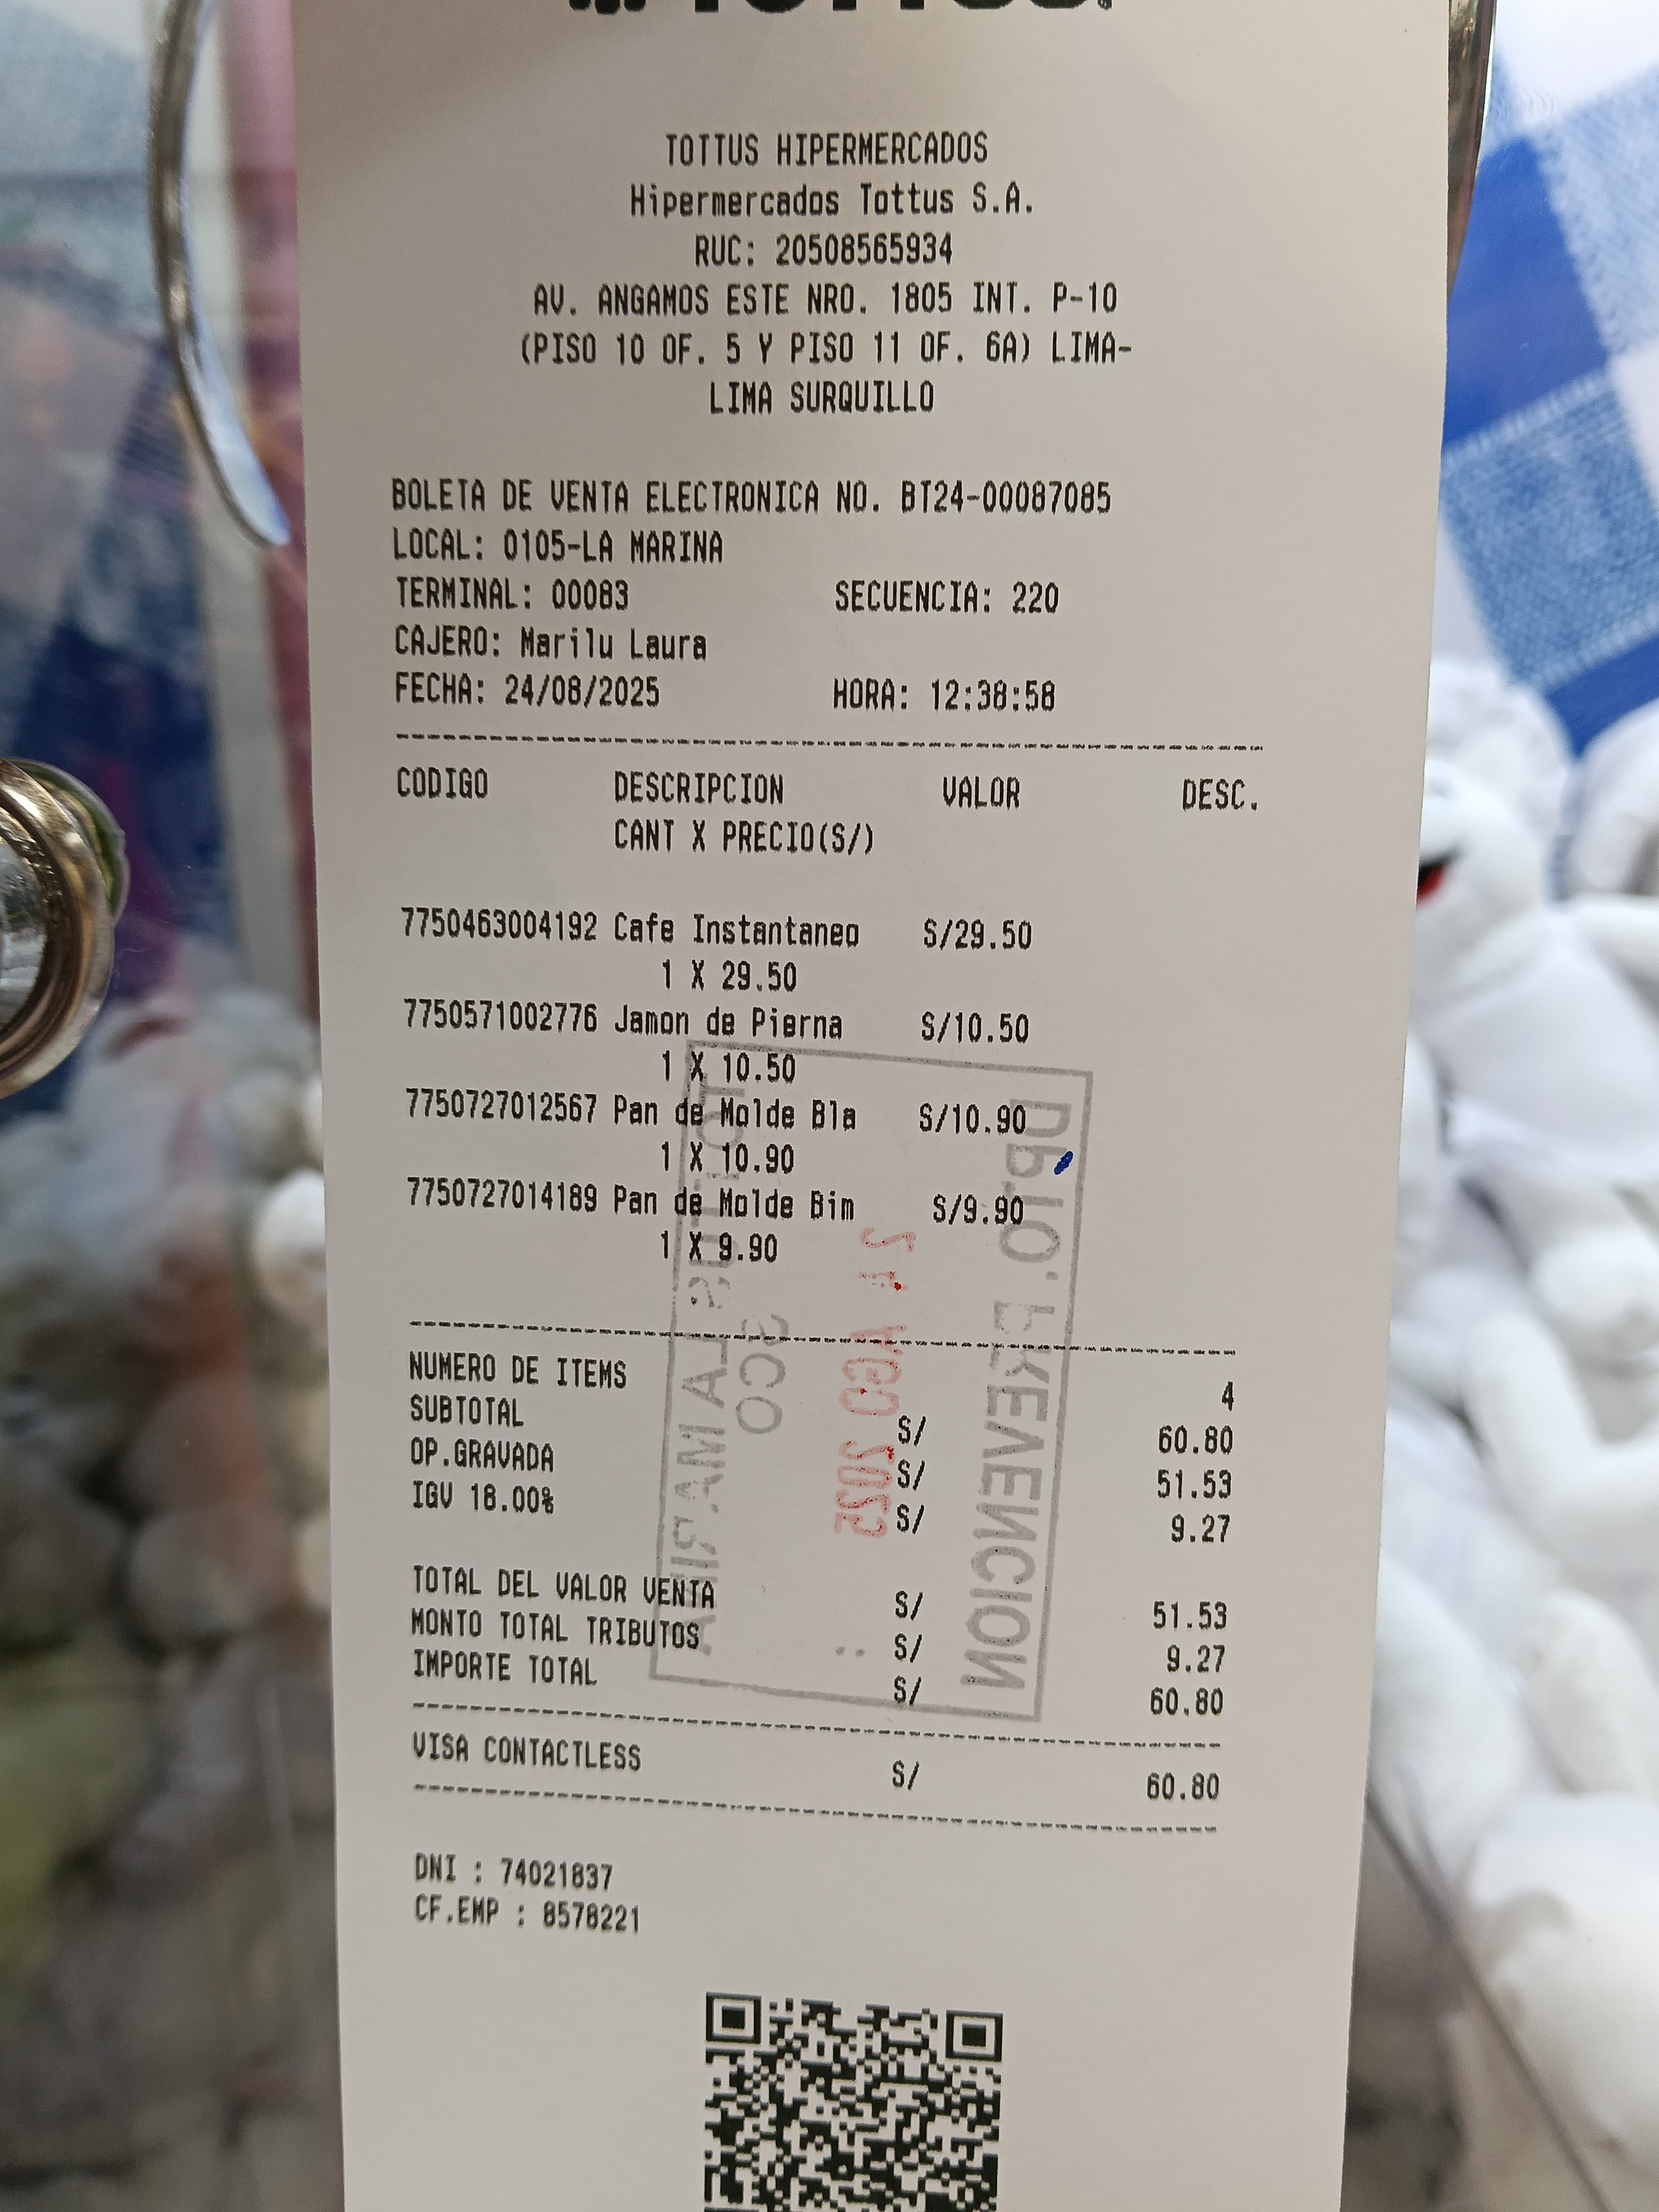 TOTTUS HIPERMERCADOS
Hipermercados Tottus S.A.
RUC: 20508565934
AV. ANGAMOS ESTE NRO. 1805 INT. P-10
(PISO 10 OF. 5 Y PISO 11 OF. 6A) LIMA-
LIMA SURQUILLO
BOLETA DE VENTA ELECTRONICA NO. BT24-00087085
LOCAL: 0105-LA MARINA
TERMINAL: 00083 SECUENCIA: 220
CAJERO: Marilu Laura
FECHA: 24/08/2025 HORA: 12:38:58
CODIGO DESCRIPCION VALOR DESC.
CANT X PRECIO(S/)
7750463004192 Cafe Instantaneo S/29.50
1 X 29.50
7750571002776 Jamon de Pierna S/10.50
1 X 10.50
7750727012567 Pan de Molde Bla S/10.90
1 X 10.90
7750727014189 Pan de Molde Bim S/9.90
1 X 9.90
NUMERO DE ITEMS 4
SUBTOTAL S/ 60.80
OP.GRAVADA S/ 51.53
IGV 18.00% S/ 9.27
TOTAL DEL VALOR VENTA S/ 51.53
MONTO TOTAL TRIBUTOS S/ 9.27
IMPORTE TOTAL S/ 60.80
VISA CONTACTLESS S/ 60.80
DNI : 74021837
CF.EMP : 8578221
DPTO. PREVENCION
24 AGO 2025
TOTTUS LA MARINA